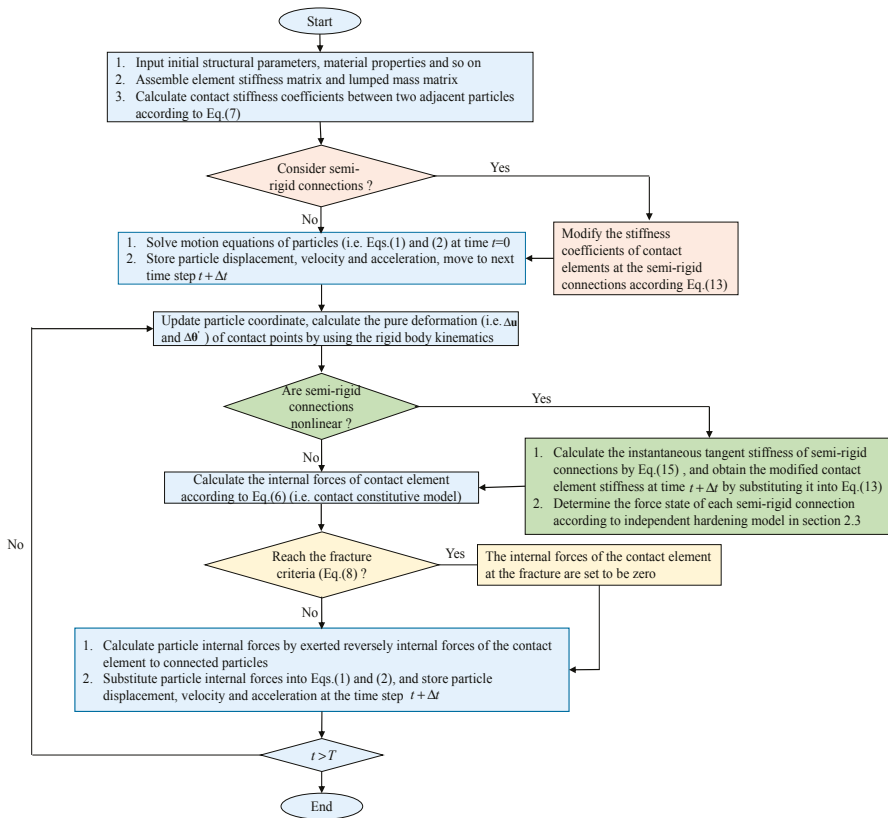 Start
1. Input initial structural parameters, material properties and so on
2. Assemble element stiffness matrix and lumped mass matrix
3. Calculate contact stiffness coefficients between two adjacent particles
according to Eq.(7)
Consider semi-
rigid connections ?
Yes
No
Modify the stiffness
coefficients of contact
elements at the semi-rigid
connections according Eq.(13)
1. Solve motion equations of particles (i.e. Eqs.(1) and (2) at time t=0
2. Store particle displacement, velocity and acceleration, move to next
time step t + Δt
Update particle coordinate, calculate the pure deformation (i.e. Δu
and Δθ' ) of contact points by using the rigid body kinematics
Are semi-rigid
connections
nonlinear ?
Yes
No
1. Calculate the instantaneous tangent stiffness of semi-rigid
connections by Eq.(15) , and obtain the modified contact
element stiffness at time t + Δt by substituting it into Eq.(13)
2. Determine the force state of each semi-rigid connection
according to independent hardening model in section 2.3
Calculate the internal forces of contact element
according to Eq.(6) (i.e. contact constitutive model)
No
Reach the fracture
criteria (Eq.(8) ?
Yes
The internal forces of the contact element
at the fracture are set to be zero
No
1. Calculate particle internal forces by exerted reversely internal forces of the contact
element to connected particles
2. Substitute particle internal forces into Eqs.(1) and (2), and store particle
displacement, velocity and acceleration at the time step t + Δt
t > T
End